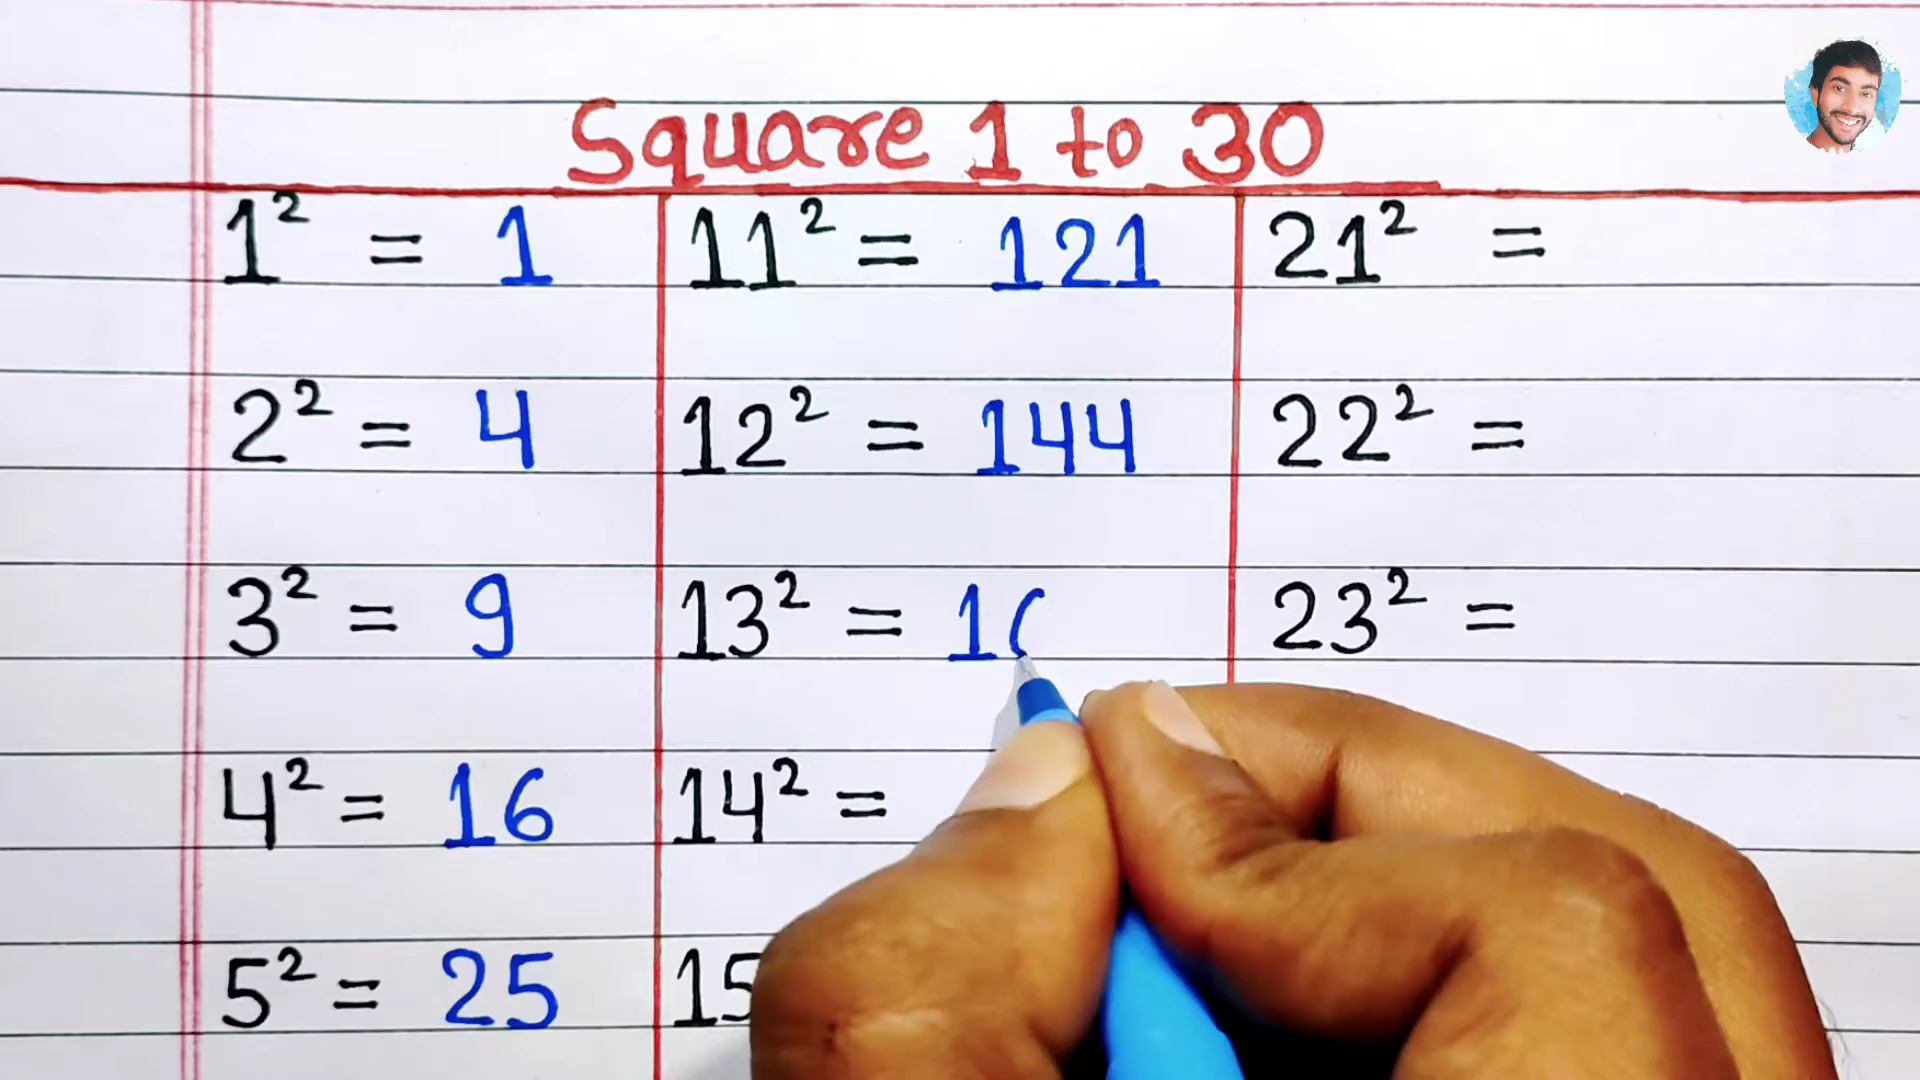 Square 1 to 30
1² = 1
11² = 121
21² =
2² = 4
12² = 144
22² =
3² = 9
13² = 1
23² =
4² = 16
14² =
5² = 25
15